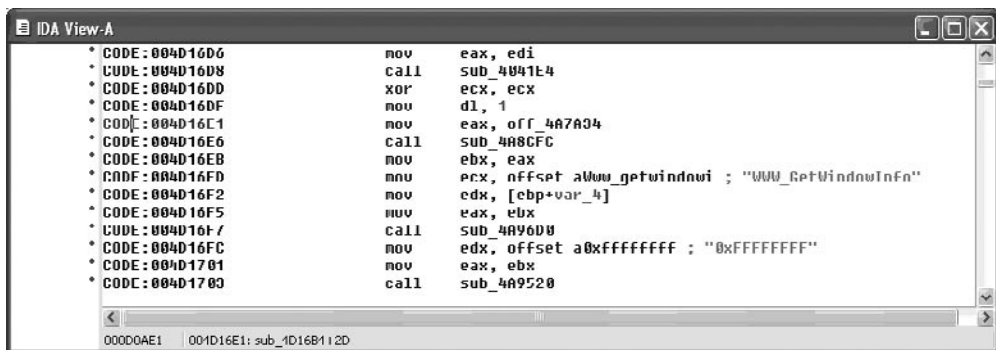 IDA View-A
CODE:004D16D6 mov eax, edi
CODE:004D16D8 call sub_4041E4
CODE:004D16DD xor ecx, ecx
CODE:004D16DF mov dl, 1
CODE:004D16E1 mov eax, off_4A7A34
CODE:004D16E6 call sub_4A8CFC
CODE:004D16EB mov ebx, eax
CODE:004D16ED mov ecx, offset aWww_getwindowi ; "WWW_GetWindowInfo"
CODE:004D16F2 mov edx, [ebp+var_4]
CODE:004D16F5 mov eax, ebx
CODE:004D16F7 call sub_4A96D0
CODE:004D16FC mov edx, offset a0xffffffff ; "0xFFFFFFFF"
CODE:004D1701 mov eax, ebx
CODE:004D1703 call sub_4A9520
000D0AE1 004D16E1: sub_4D16B4+2D